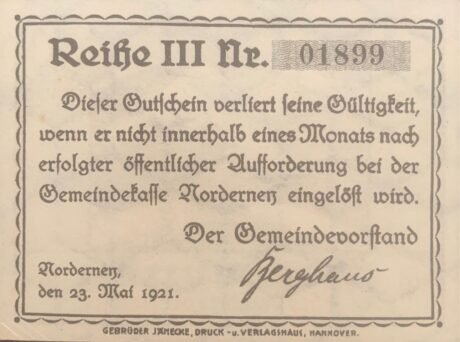 Reihe III Nr. 01899
Dieser Gutschein verliert seine Gültigkeit,
wenn er nicht innerhalb eines Monats nach
erfolgter öffentlicher Aufforderung bei der
Gemeindekasse Norderney eingelöst wird.
Der Gemeindevorstand
Berghaus
Norderney,
den 23. Mai 1921.
GEBRÜDER JÄNECKE, DRUCK - u. VERLAGSHAUS, HANNOVER.